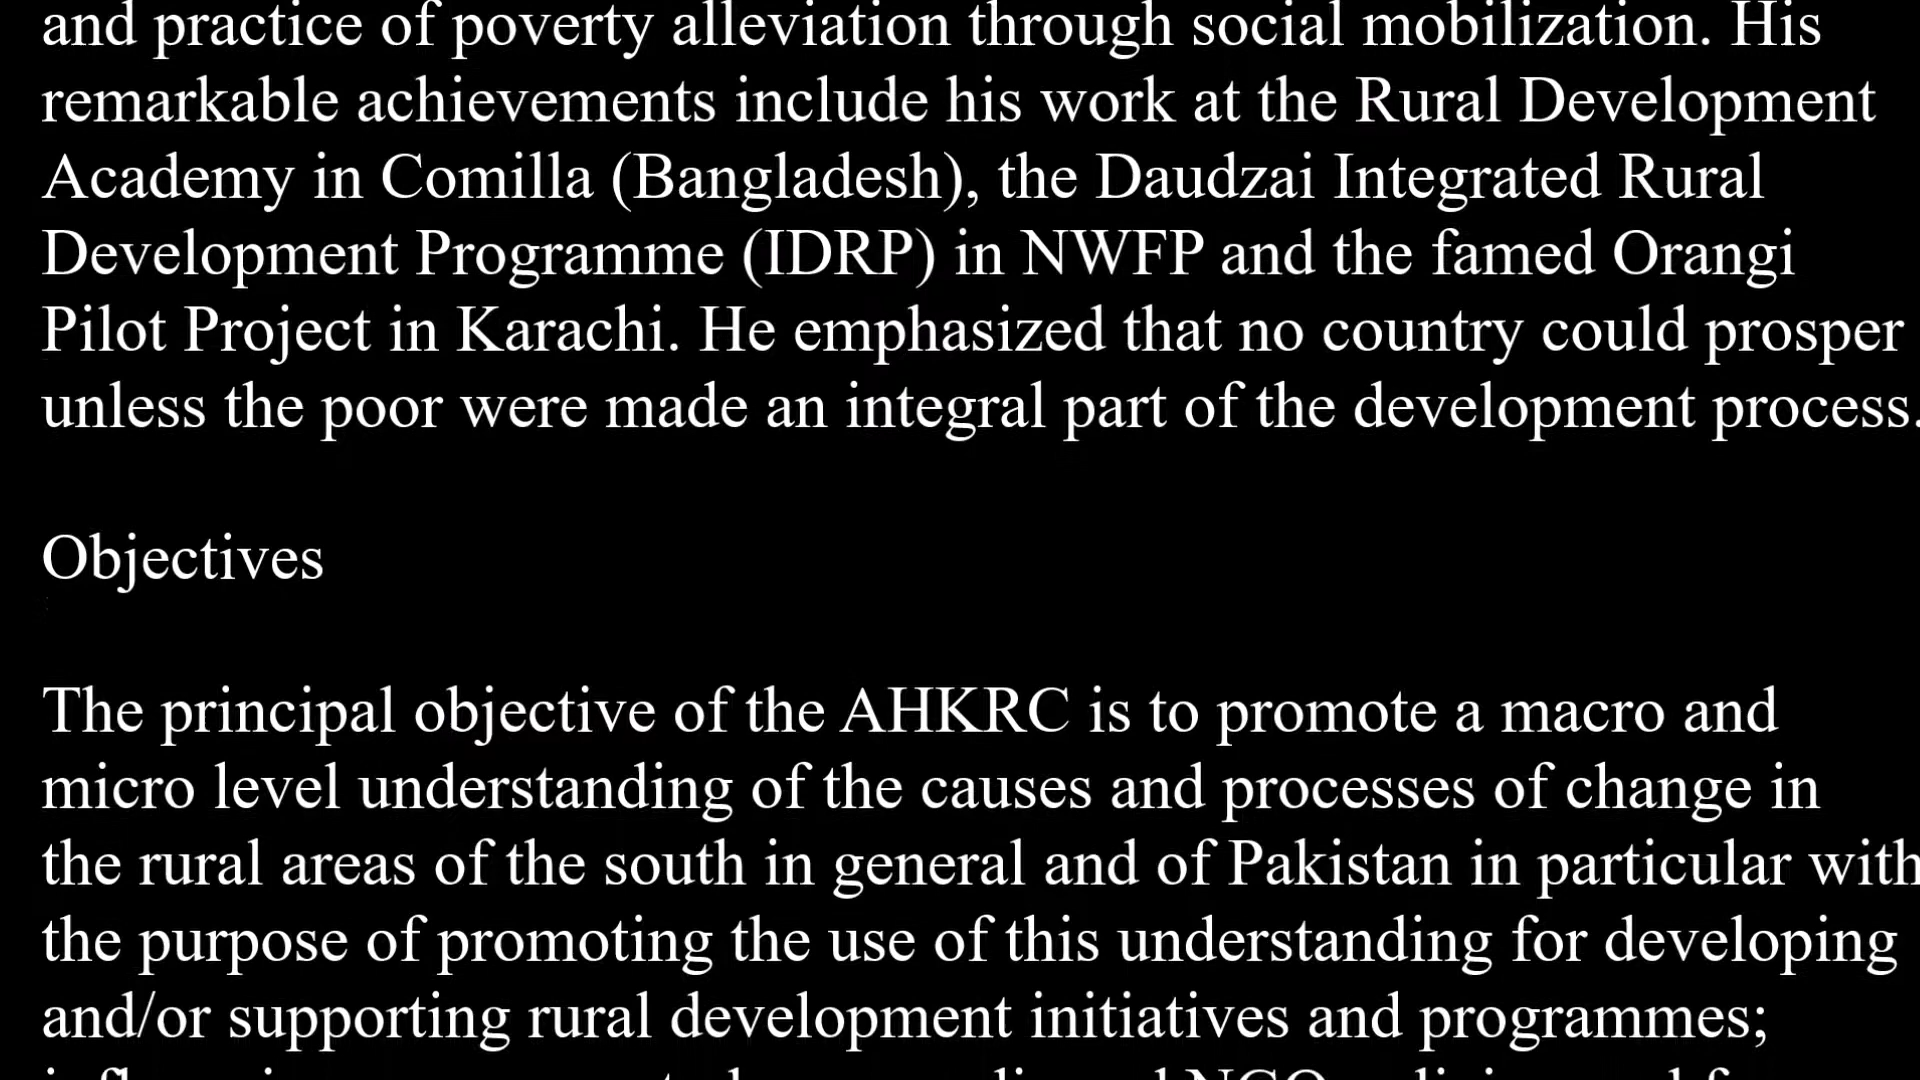 and practice of poverty alleviation through social mobilization. His
remarkable achievements include his work at the Rural Development
Academy in Comilla (Bangladesh), the Daudzai Integrated Rural
Development Programme (IDRP) in NWFP and the famed Orangi
Pilot Project in Karachi. He emphasized that no country could prosper
unless the poor were made an integral part of the development process.
Objectives
The principal objective of the AHKRC is to promote a macro and
micro level understanding of the causes and processes of change in
the rural areas of the south in general and of Pakistan in particular with
the purpose of promoting the use of this understanding for developing
and/or supporting rural development initiatives and programmes;